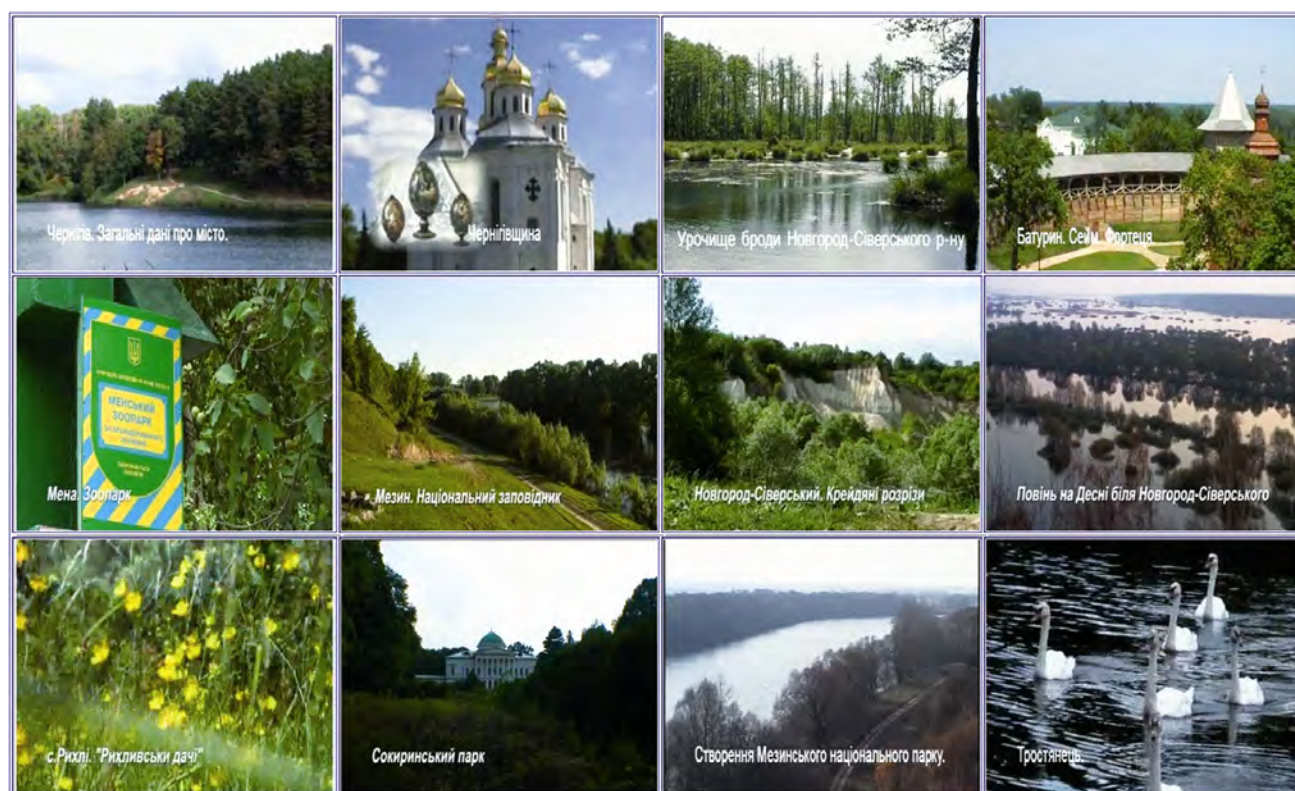 Чернігів. Загальні дані про місто.
Чернігівщина
Урочище броди Новгород-Сіверського р-ну
Батурин. Сейм. Фортеця
МЕНСЬКИЙ
ЗООПАРК
Мена. Зоопарк
Мезин. Національний заповідник
Новгород-Сіверський. Крейдяні розрізи
Повінь на Десні біля Новгород-Сіверського
с.Рихлі. "Рихливськи дачі"
Сокиринський парк
Створення Мезинського національного парку.
Тростянець.